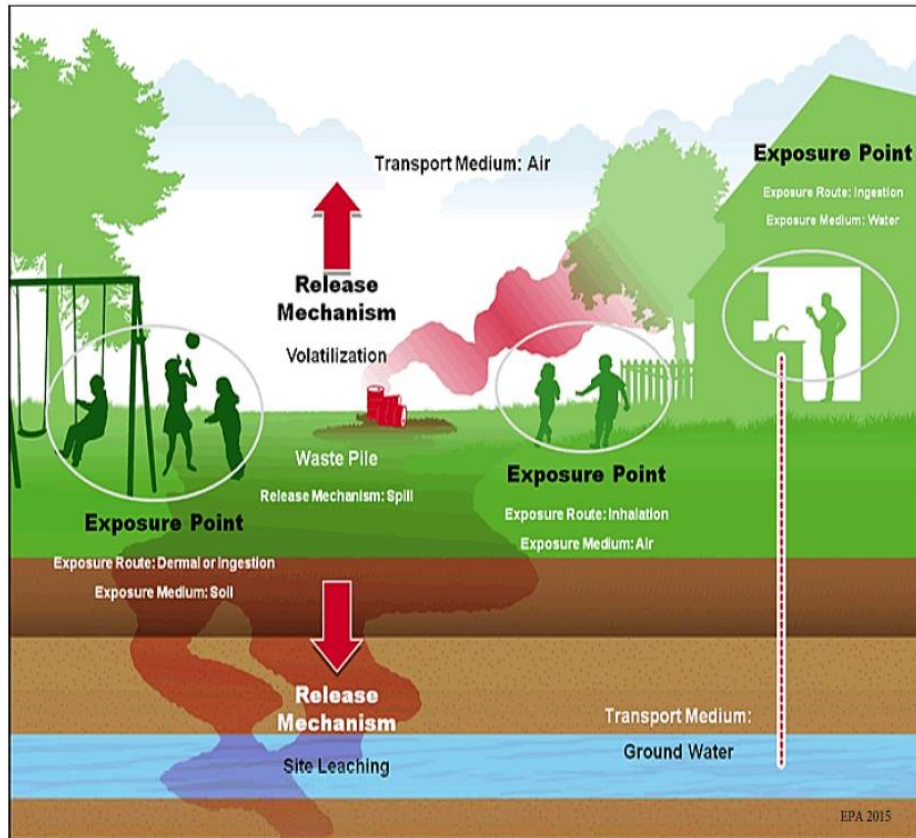 Transport Medium: Air
Exposure Point
Exposure Route: Ingestion
Exposure Medium: Water
Release
Mechanism
Volatilization
Waste Pile
Release Mechanism: Spill
Exposure Point
Exposure Route: Inhalation
Exposure Medium: Air
Exposure Point
Exposure Route: Dermal or Ingestion
Exposure Medium: Soil
Release
Mechanism
Site Leaching
Transport Medium:
Ground Water
EPA 2015